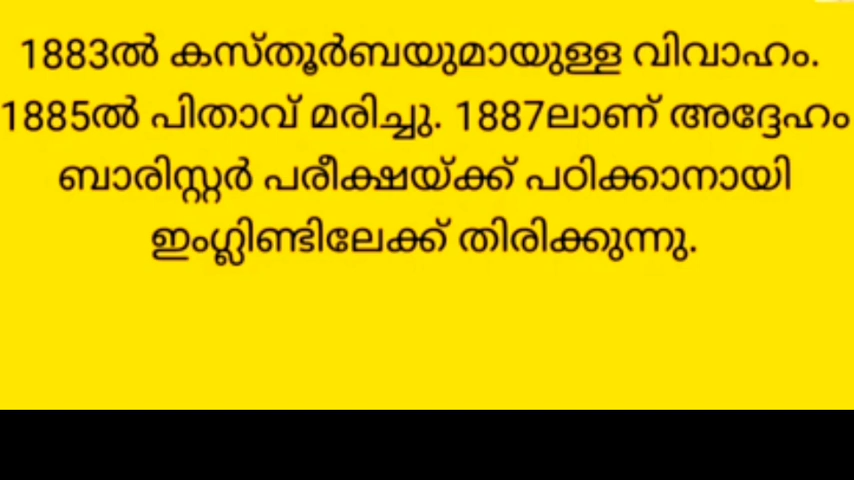 1883ൽ കസ്തൂർബയുമായുള്ള വിവാഹം.
1885ൽ പിതാവ് മരിച്ചു. 1887ലാണ് അദ്ദേഹം
ബാരിസ്റ്റർ പരീക്ഷയ്ക്ക് പഠിക്കാനായി
ഇംഗ്ലിണ്ടിലേക്ക് തിരിക്കുന്നു.